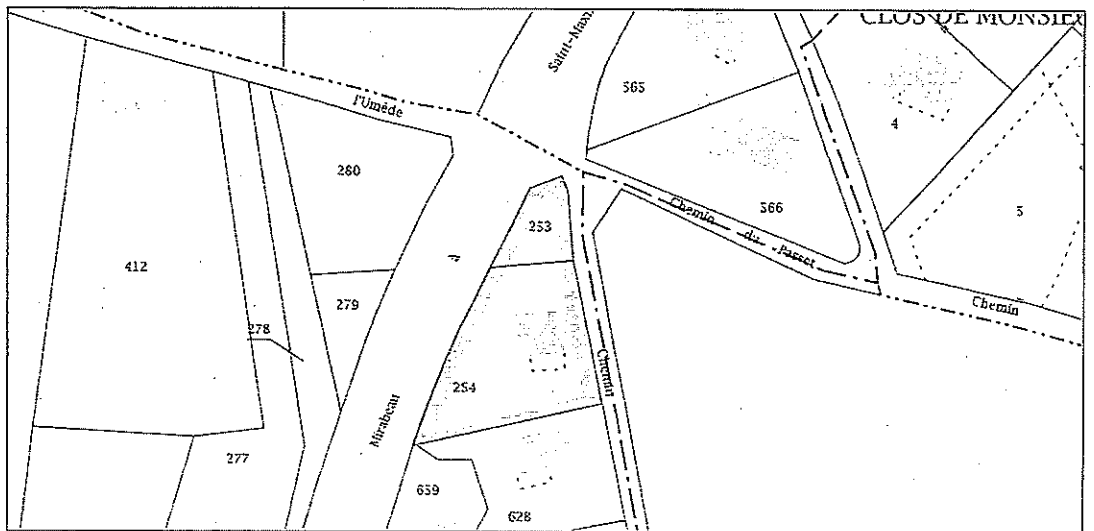 CLOS DE MONSIE
Saint-Maxi
l'Umède
565
4
280
566
Chemin du Passet
253
5
412
à
279
278
Chemin
Chemin
254
Mirabeau
277
659
628